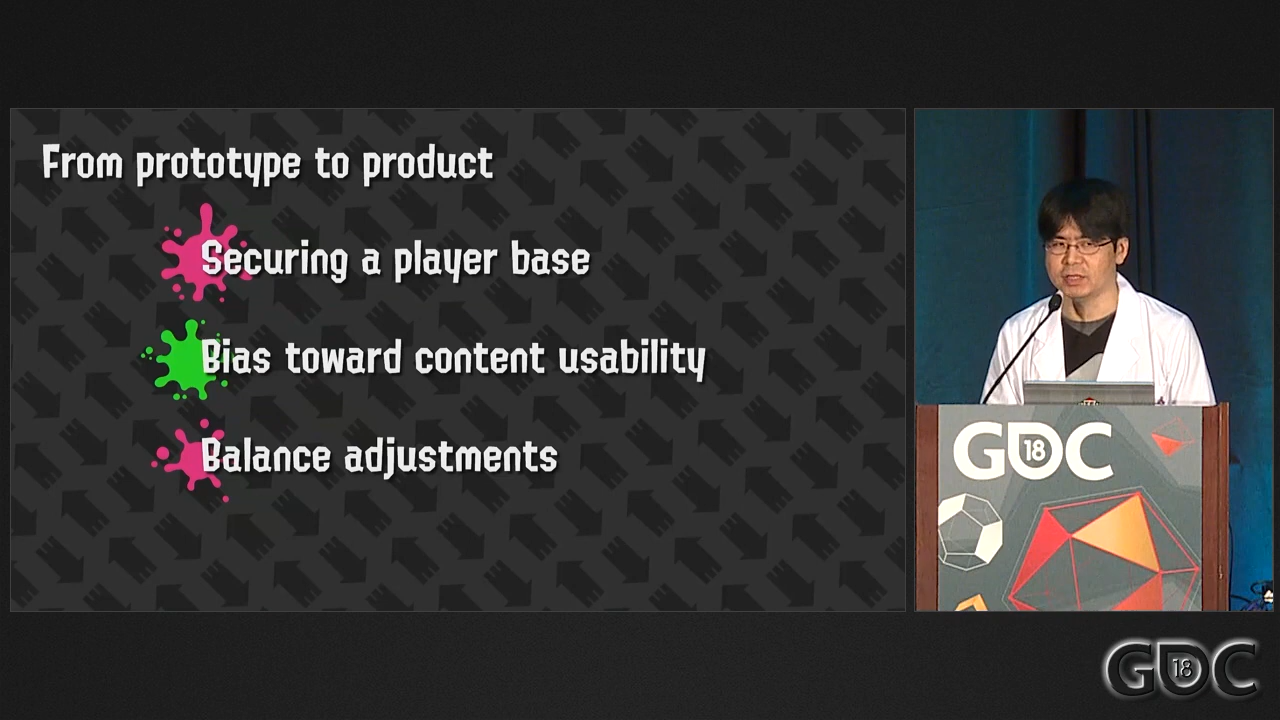 From prototype to product
Securing a player base
Bias toward content usability
Balance adjustments
GDC
18
GDC
18